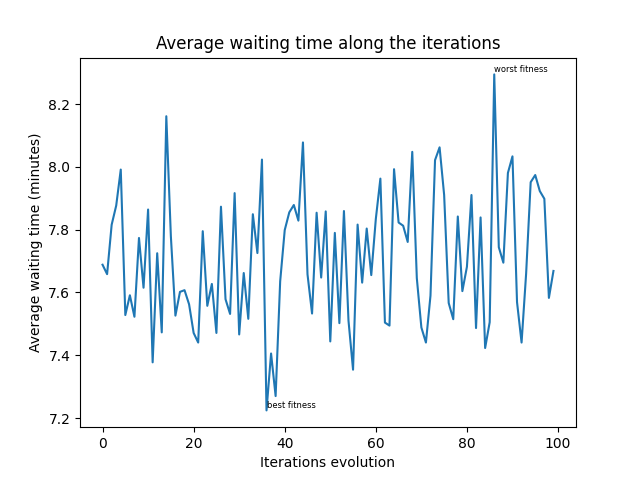 Average waiting time along the iterations
worst fitness
8.2
8.0
7.8
7.6
7.4
7.2
Average waiting time (minutes)
best fitness
0
20
40
60
80
100
Iterations evolution